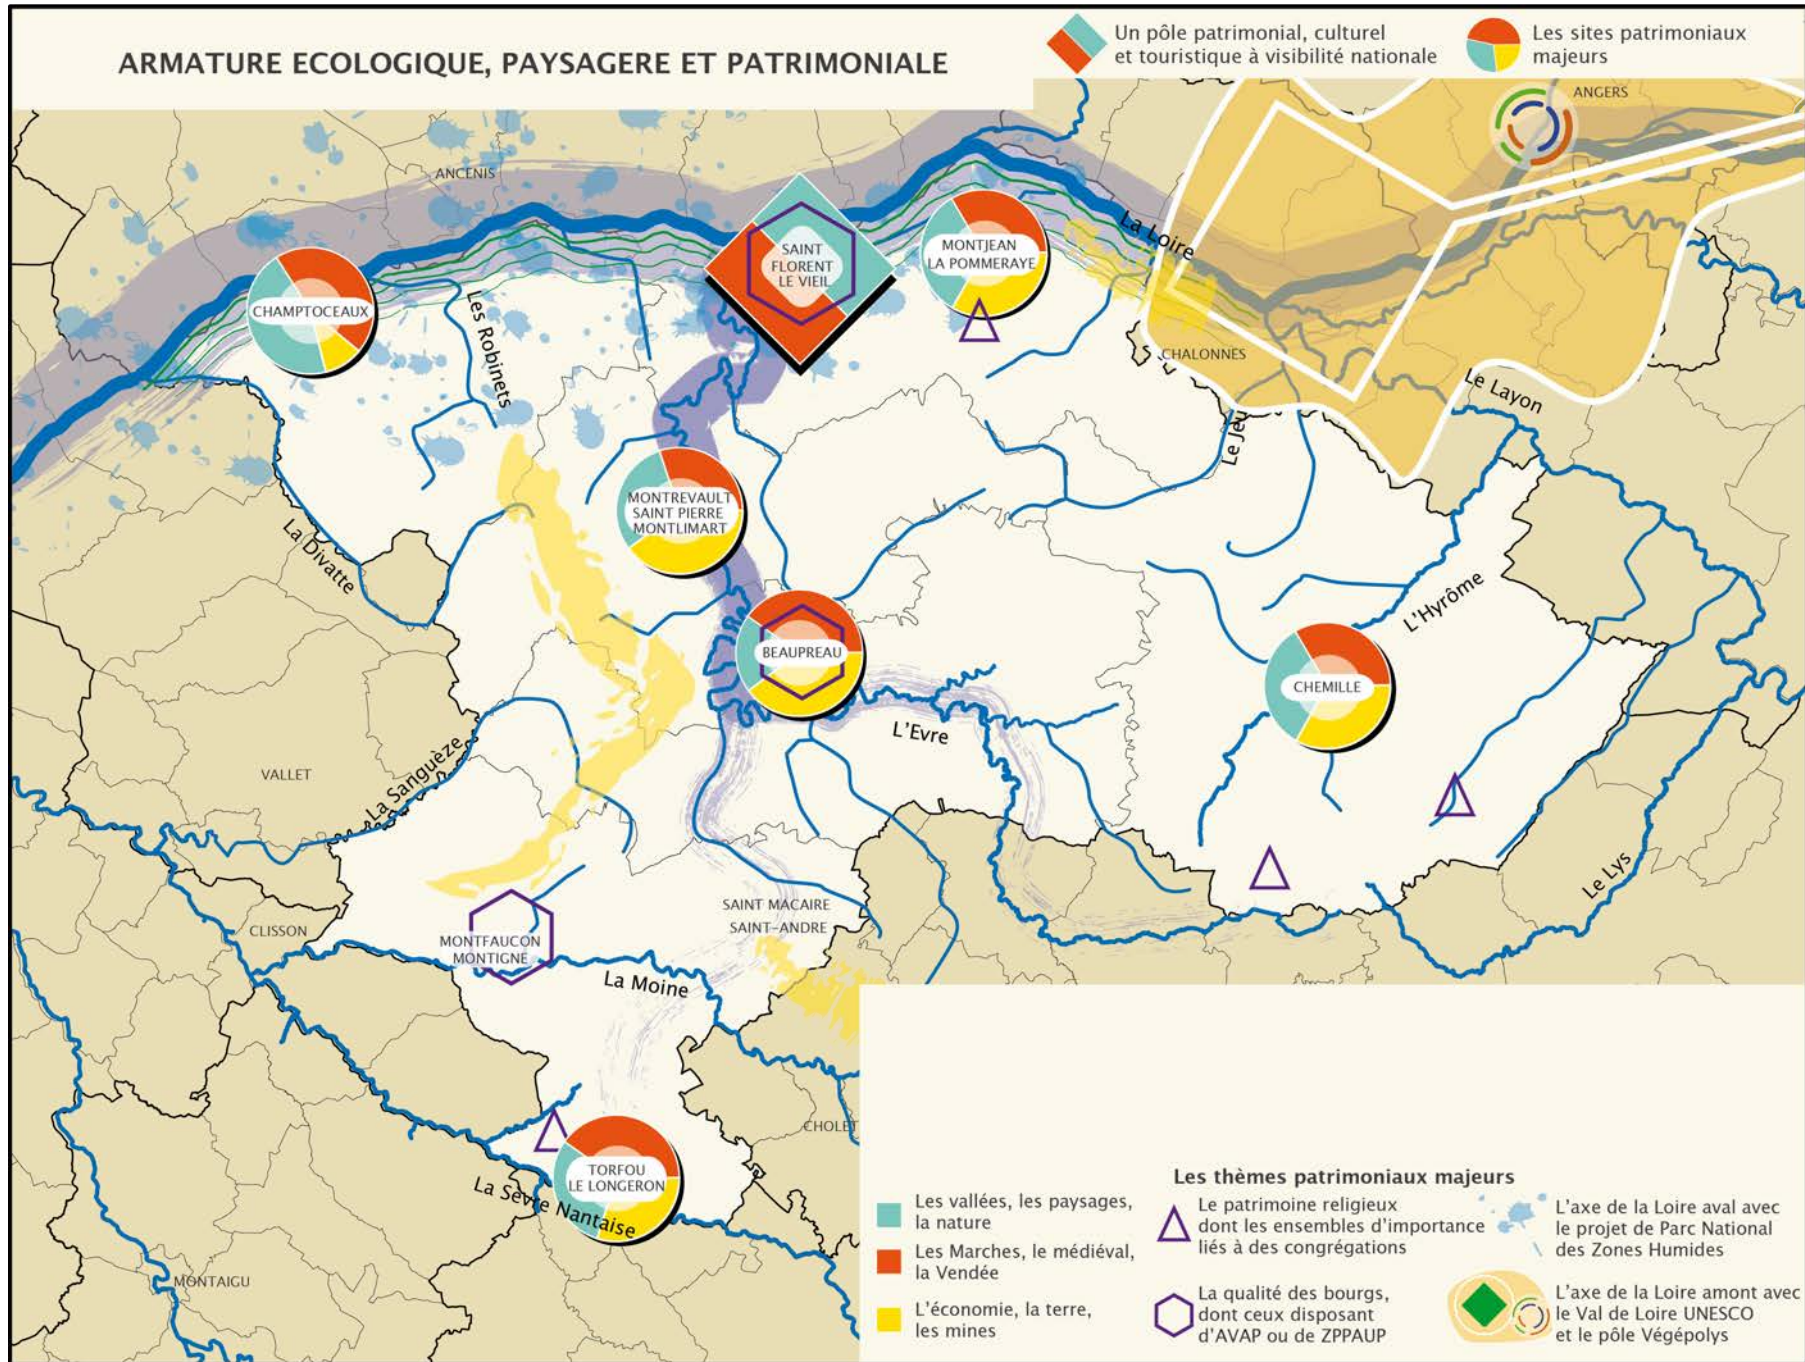 ARMATURE ECOLOGIQUE, PAYSAGERE ET PATRIMONIALE
Un pôle patrimonial, culturel
et touristique à visibilité nationale
Les sites patrimoniaux
majeurs
ANGERS
ANCENIS
La Loire
SAINT
FLORENT
LE VIEIL
MONTJEAN
LA POMMERAYE
CHAMPTOCEAUX
Les Robinets
CHALONNES
Le Layon
Le Jeu
MONTREVAULT
SAINT PIERRE
MONTLIMART
La Divatte
L'Hyrôme
BEAUPREAU
CHEMILLE
L'Evre
VALLET
La Sanguèze
Le Lys
SAINT MACAIRE
SAINT-ANDRE
CLISSON
MONTFAUCON
MONTIGNE
La Moine
CHOLET
TORFOU
LE LONGERON
La Sèvre Nantaise
MONTAIGU
Les vallées, les paysages,
la nature
Les Marches, le médiéval,
la Vendée
L'économie, la terre,
les mines
Les thèmes patrimoniaux majeurs
Le patrimoine religieux
dont les ensembles d'importance
liés à des congrégations
La qualité des bourgs,
dont ceux disposant
d'AVAP ou de ZPPAUP
L'axe de la Loire aval avec
le projet de Parc National
des Zones Humides
L'axe de la Loire amont avec
le Val de Loire UNESCO
et le pôle Végépolys